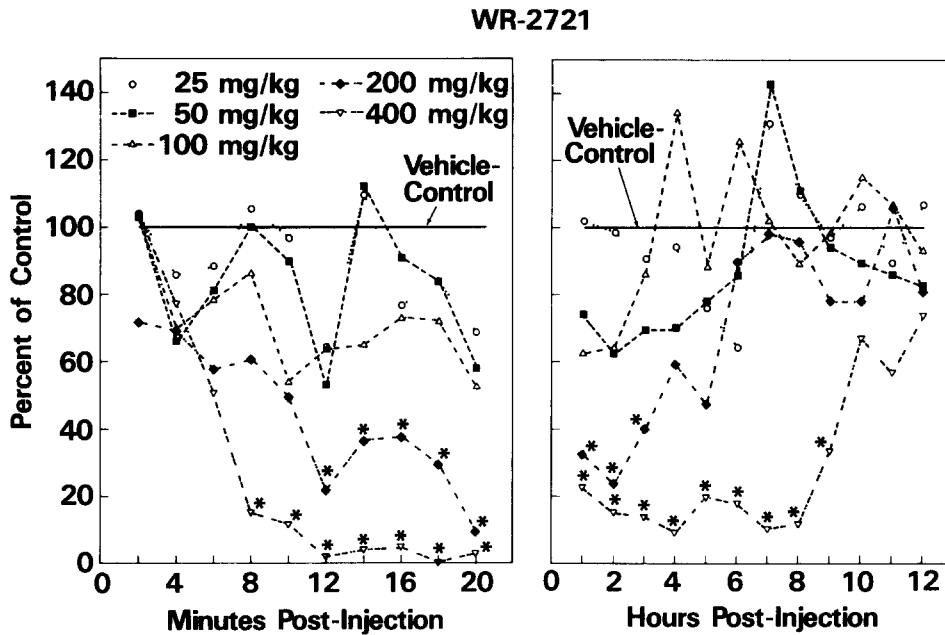 WR-2721
Percent of Control
140
120
100
80
60
40
20
0
25 mg/kg
50 mg/kg
100 mg/kg
200 mg/kg
400 mg/kg
Vehicle-
Control
* * * * * * * * * * * *
0 4 8 12 16 20
Minutes Post-Injection
Vehicle-
Control
* * * * * * * * * * * *
0 2 4 6 8 10 12
Hours Post-Injection